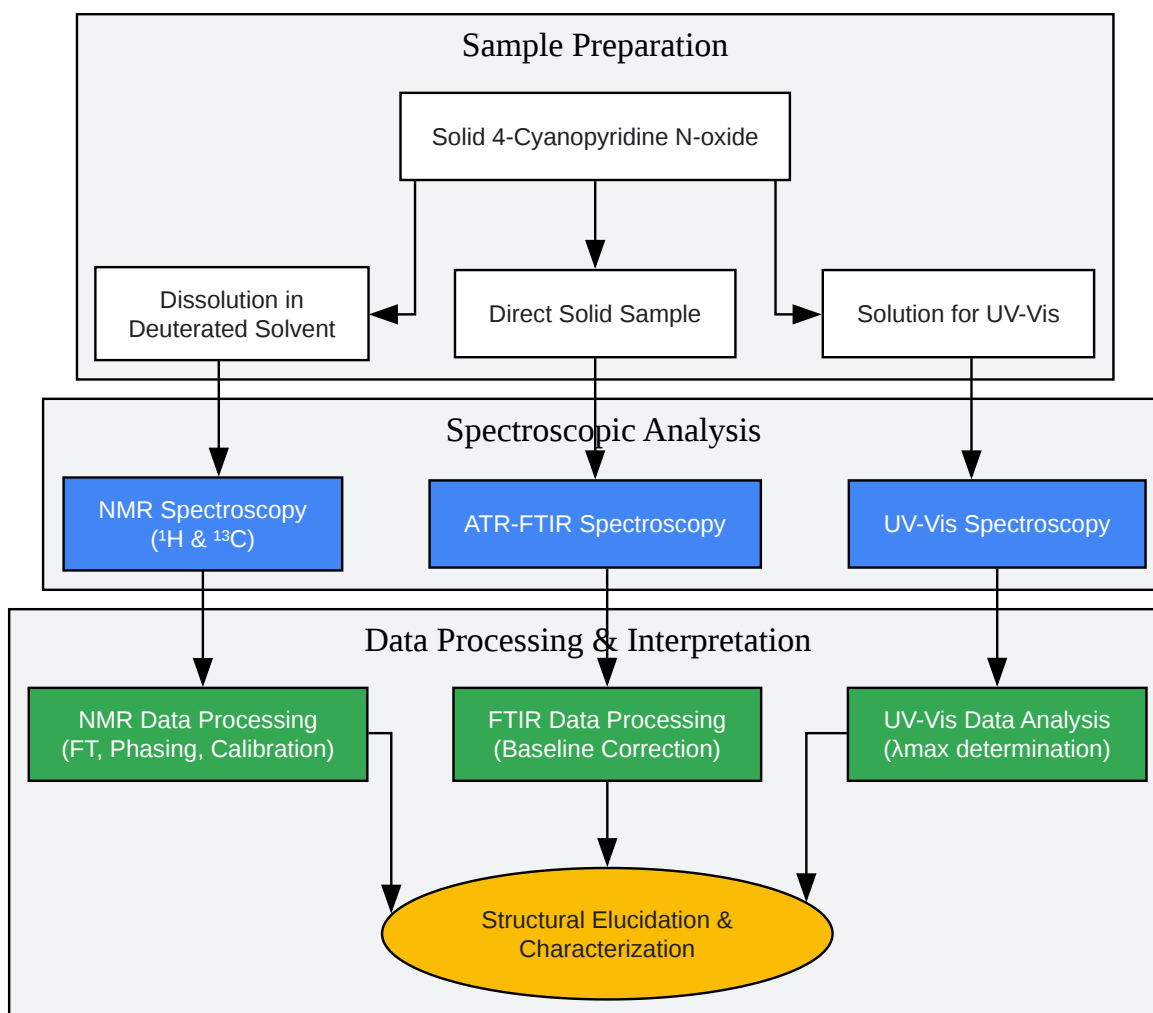 Sample Preparation
Solid 4-Cyanopyridine N-oxide
Dissolution in
Deuterated Solvent
Direct Solid Sample
Solution for UV-Vis
Spectroscopic Analysis
NMR Spectroscopy
(¹H & ¹³C)
ATR-FTIR Spectroscopy
UV-Vis Spectroscopy
Data Processing & Interpretation
NMR Data Processing
(FT, Phasing, Calibration)
FTIR Data Processing
(Baseline Correction)
UV-Vis Data Analysis
(λmax determination)
Structural Elucidation &
Characterization